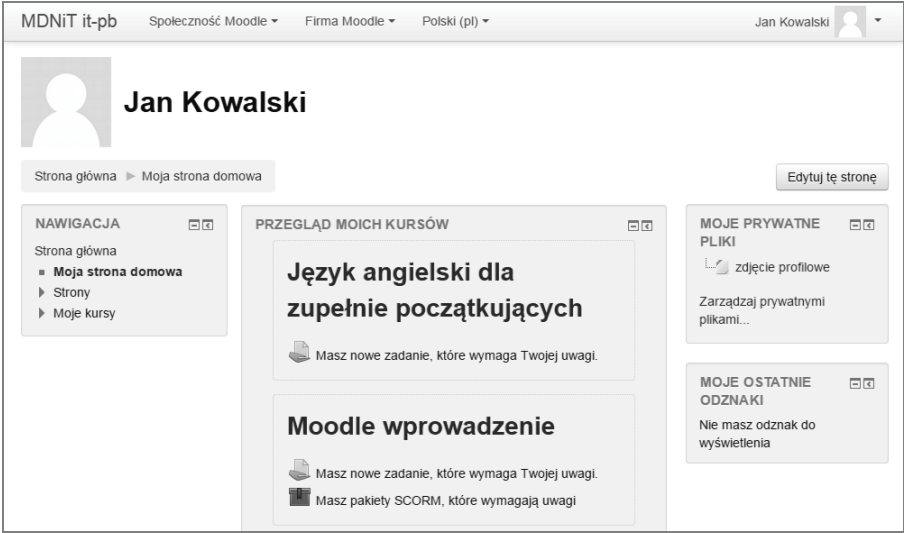 MDNiT it-pb Społeczność Moodle Firma Moodle Polski (pl) Jan Kowalski
Jan Kowalski
Strona główna Moja strona domowa
Edytuj tę stronę
NAWIGACJA
Strona główna
Moja strona domowa
Strony
Moje kursy
PRZEGLĄD MOICH KURSÓW
Język angielski dla
zupełnie początkujących
Masz nowe zadanie, które wymaga Twojej uwagi.
Moodle wprowadzenie
Masz nowe zadanie, które wymaga Twojej uwagi.
Masz pakiety SCORM, które wymagają uwagi
MOJE PRYWATNE
PLIKI
zdjęcie profilowe
Zarządzaj prywatnymi
plikami...
MOJE OSTATNIE
ODZNAKI
Nie masz odznak do
wyświetlenia